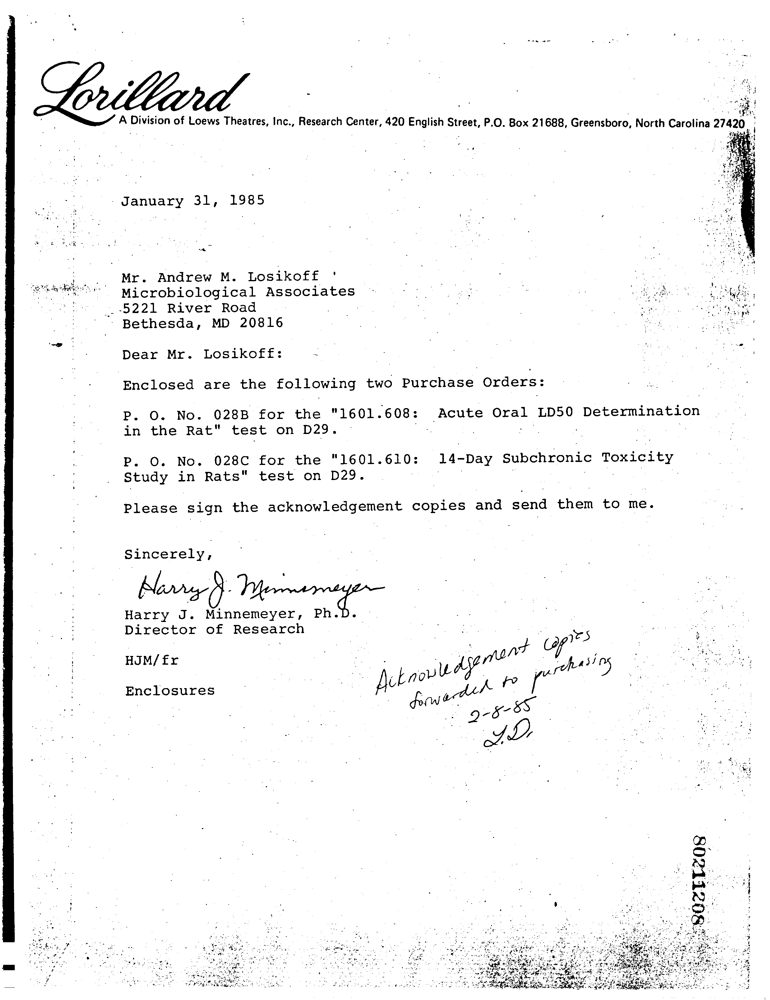 Lorillard
A Division of Loews Theatres, Inc., Research Center, 420 English Street, P.O. Box 21688, Greensboro, North Carolina 27420
January 31, 1985
Mr. Andrew M. Losikoff
Microbiological Associates
5221 River Road
Bethesda, MD 20816
Dear Mr. Losikoff:
Enclosed are the following two Purchase Orders:
P. O. No. 028B for the "1601.608: Acute Oral LD50 Determination
in the Rat" test on D29.
P. O. No. 028C for the "1601.610: 14-Day Subchronic Toxicity
Study in Rats" test on D29.
Please sign the acknowledgement copies and send them to me.
Sincerely,
Harry J. Minnemeyer
Harry J. Minnemeyer, Ph.D.
Director of Research
HJM/fr
Enclosures
Acknowledgement copies
forwarded to purchasing
2-8-85
L.D.
80211208